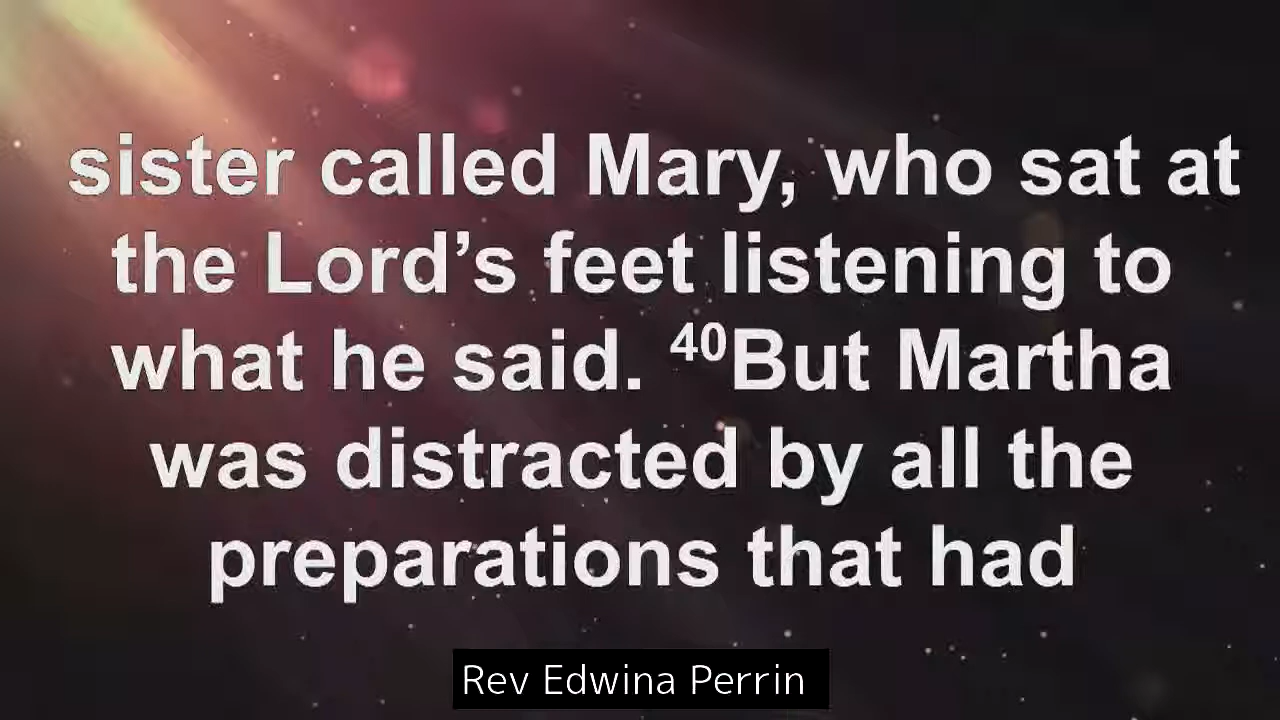 sister called Mary, who sat at
the Lord’s feet listening to
what he said. ⁴⁰But Martha
was distracted by all the
preparations that had
Rev Edwina Perrin